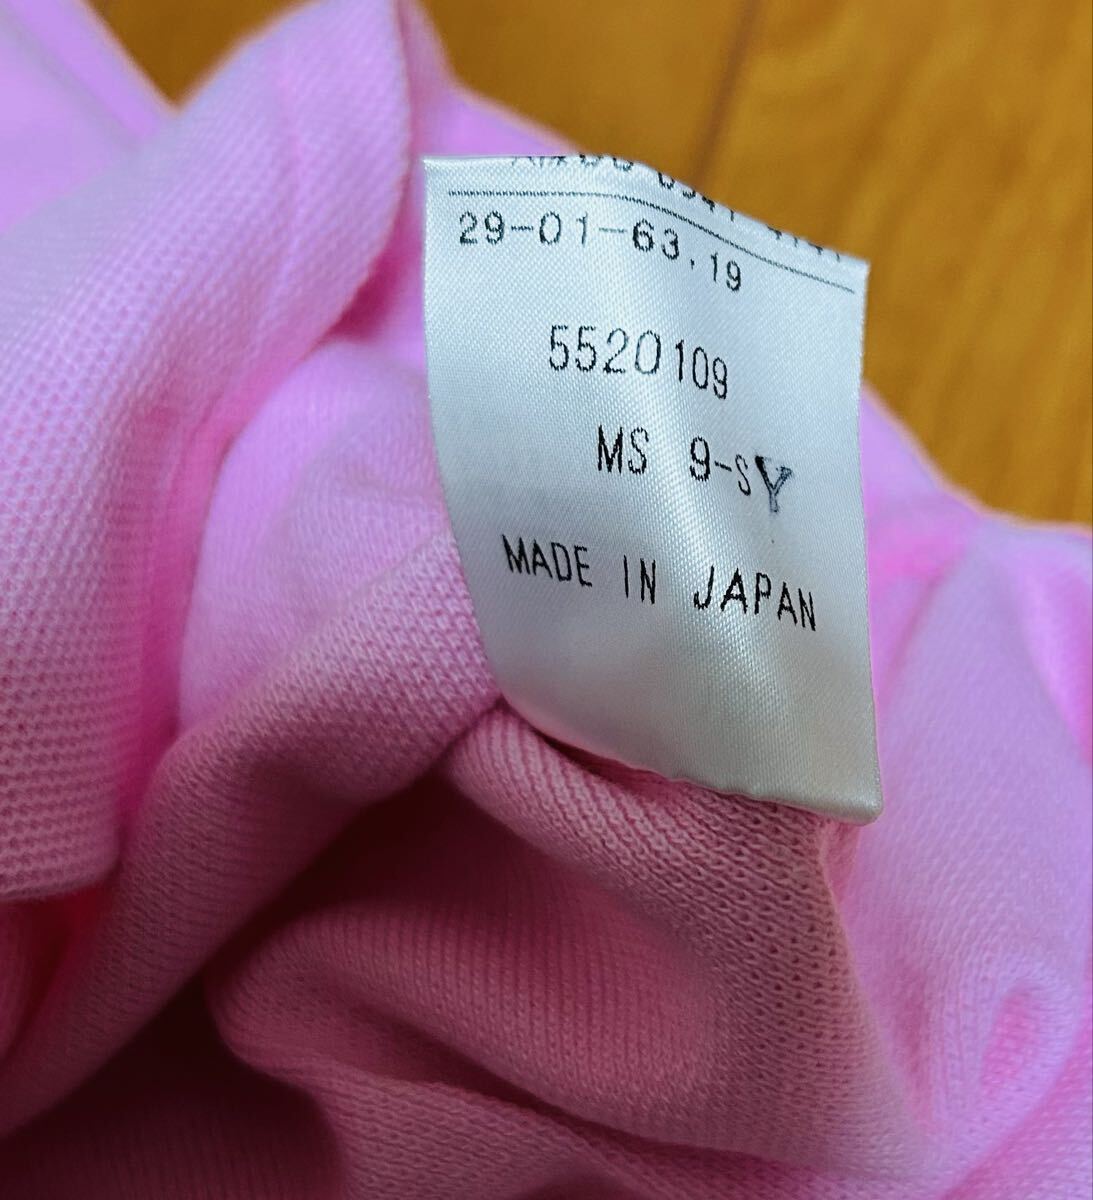 29-01-63.19
5520109
MS 9-SY
MADE IN JAPAN